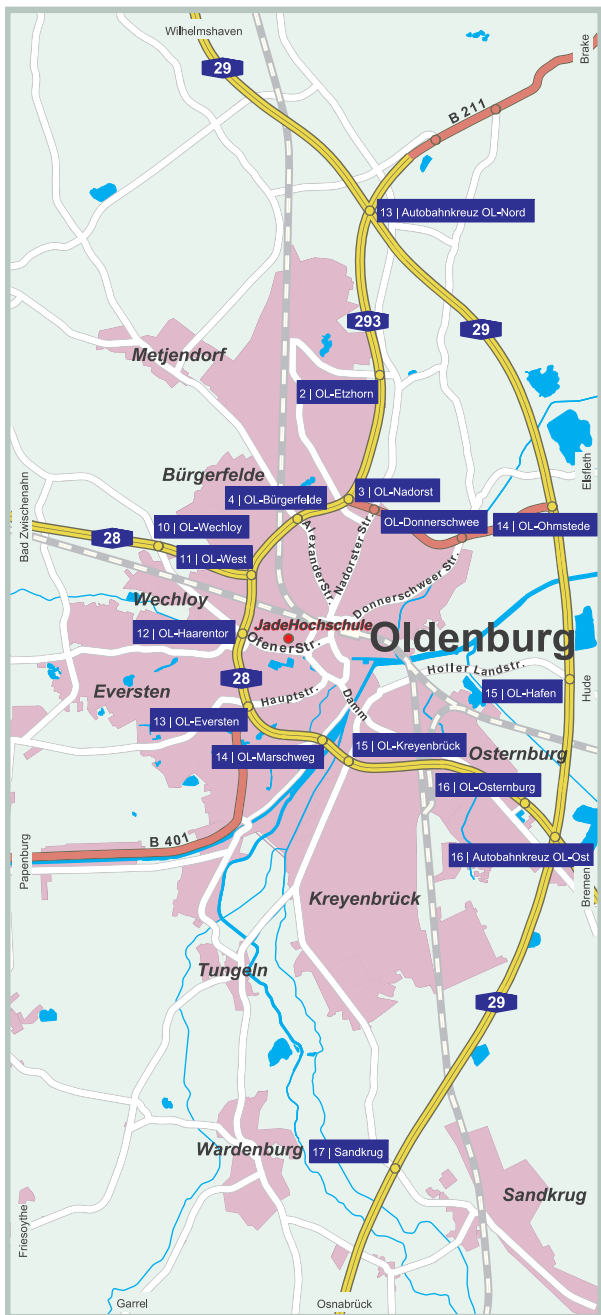 Wilhelmshaven
Brake
29
B 211
13 | Autobahnkreuz OL-Nord
293
29
Metjendorf
2 | OL-Etzhorn
Bürgerfelde
Elsfleth
3 | OL-Nadorst
4 | OL-Bürgerfelde
Bad Zwischenahn
10 | OL-Wechloy
OL-Donnerschwee
14 | OL-Ohmstede
28
11 | OL-West
AlexanderStr.
Nadorster Str.
Donnerschweer Str.
Wechloy
JadeHochschule
12 | OL-Haarentor
OfenerStr.
Oldenburg
Holler Landstr.
28
Eversten
Hauptstr.
Damm
15 | OL-Hafen
Hude
13 | OL-Eversten
14 | OL-Marschweg
15 | OL-Kreyenbrück
Osternburg
16 | OL-Osternburg
B 401
Papenburg
16 | Autobahnkreuz OL-Ost
Bremen
Kreyenbrück
Tungeln
29
Wardenburg
17 | Sandkrug
Sandkrug
Friesoythe
Garrel
Osnabrück